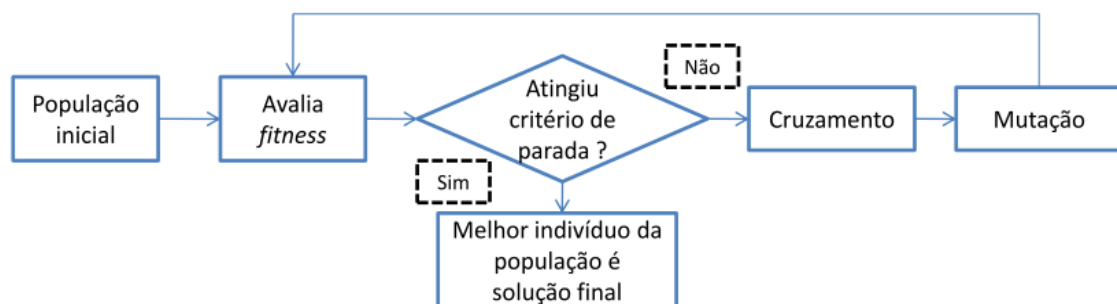 População
inicial
Avalia
fitness
Atingiu
critério de
parada ?
Não
Cruzamento
Mutação
Sim
Melhor indivíduo da
população é
solução final